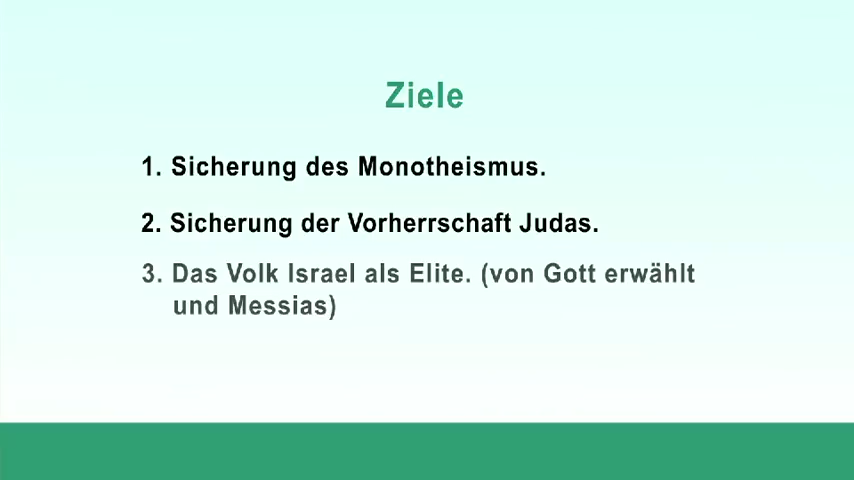 Ziele
1. Sicherung des Monotheismus.
2. Sicherung der Vorherrschaft Judas.
3. Das Volk Israel als Elite. (von Gott erwählt
und Messias)